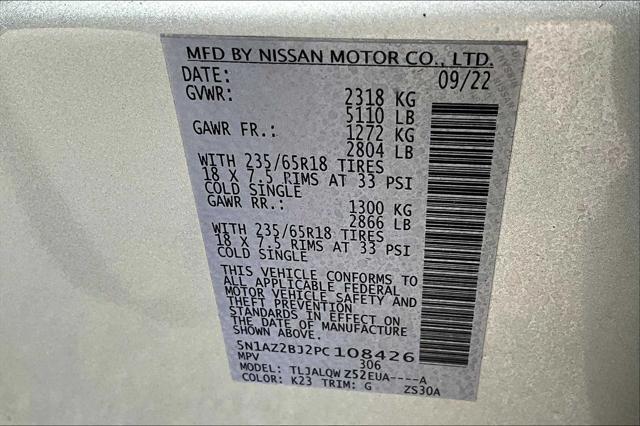 MFD BY NISSAN MOTOR CO., LTD.
DATE: 09/22
GVWR: 2318 KG
5110 LB
GAWR FR.: 1272 KG
2804 LB
WITH 235/65R18 TIRES
18 X 7.5 RIMS AT 33 PSI
COLD SINGLE
GAWR RR.: 1300 KG
2866 LB
WITH 235/65R18 TIRES
18 X 7.5 RIMS AT 33 PSI
COLD SINGLE
THIS VEHICLE CONFORMS TO
ALL APPLICABLE FEDERAL
MOTOR VEHICLE SAFETY AND
THEFT PREVENTION
STANDARDS IN EFFECT ON
THE DATE OF MANUFACTURE
SHOWN ABOVE.
5N1AZ2BJ2PC108426
MPV 306
MODEL: TLJALQWZ52EUA----A
COLOR: K23 TRIM: G ZS30A